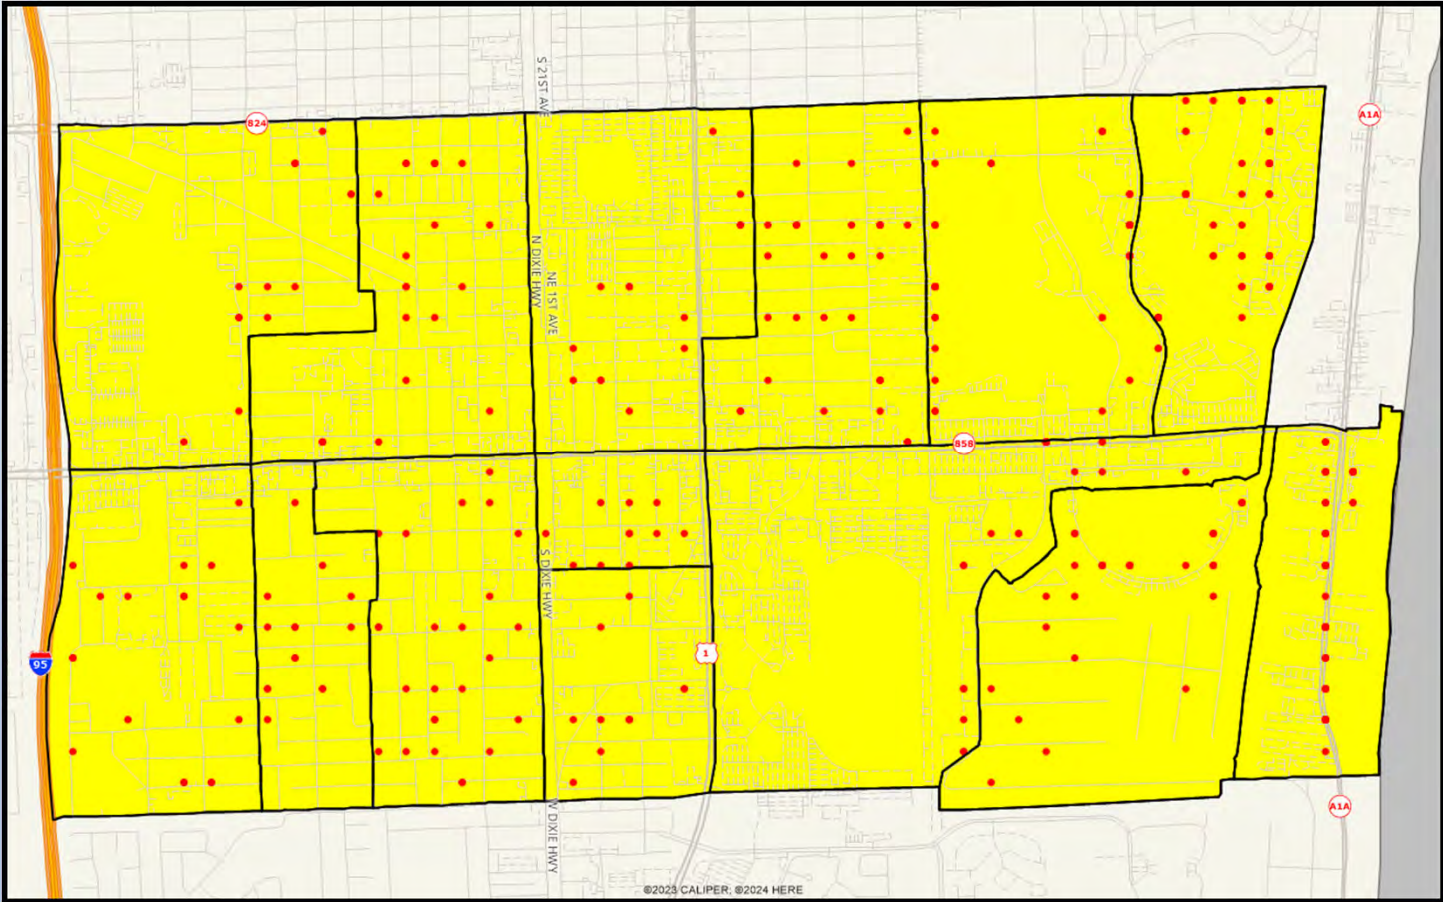 S 21ST AVE
824
A1A
N DIXIE HWY
NE 1ST AVE
858
S DIXIE HWY
1
95
A1A
N DIXIE HWY
©2023 CALIPER; ©2024 HERE